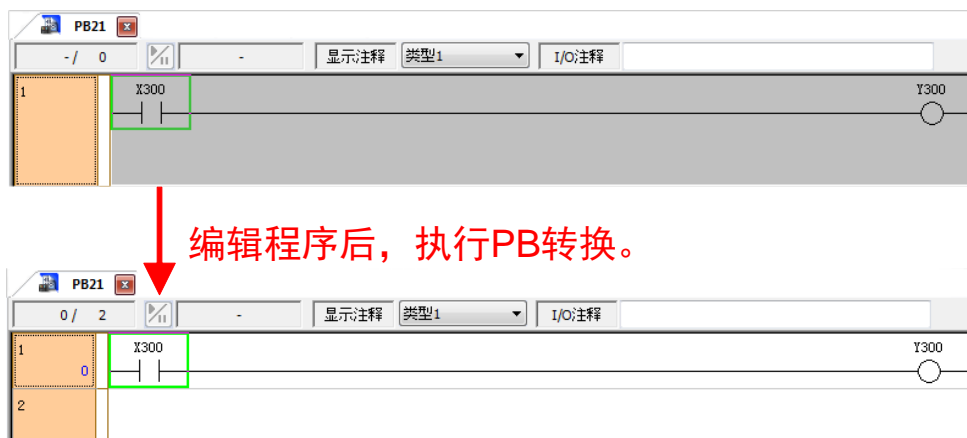 PB21
-/ 0 - 显示注释 类型1 I/O注释
1 X300 Y300
编辑程序后，执行PB转换。
PB21
0/ 2 - 显示注释 类型1 I/O注释
1 X300 Y300
0
2